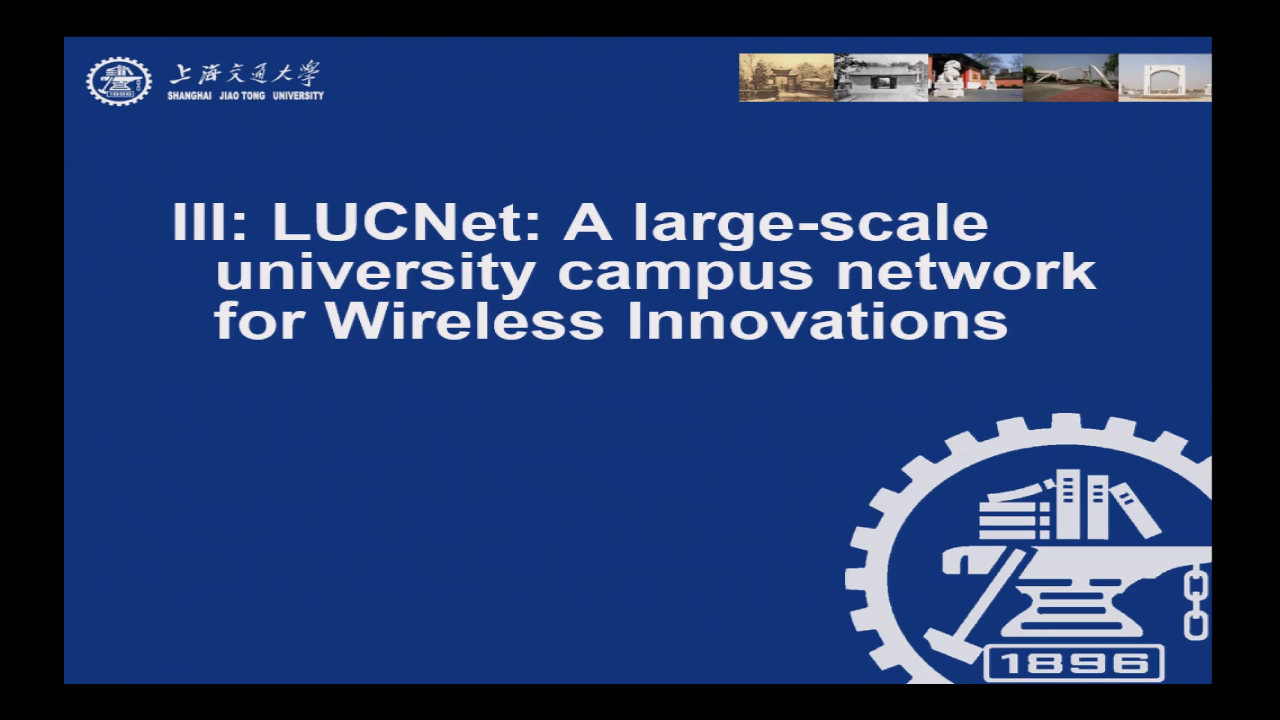 上海交通大学
SHANGHAI JIAO TONG UNIVERSITY
III: LUCNet: A large-scale
university campus network
for Wireless Innovations
1896